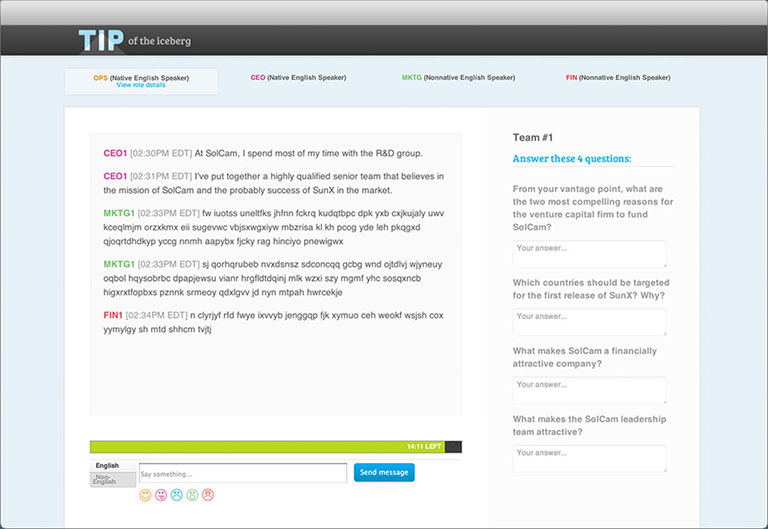 TIP of the iceberg
OPS (Native English Speaker)
View role details
CEO (Native English Speaker)
MKTG (Nonnative English Speaker)
FIN (Nonnative English Speaker)
CEO1 [02:30PM EDT] At SolCam, I spend most of my time with the R&D group.
CEO1 [02:31PM EDT] I've put together a highly qualified senior team that believes in
the mission of SolCam and the probably success of SunX in the market.
MKTG1 [02:33PM EDT] fw iuotss uneltfks jhfnn fckrq kudqtbpc dpk yxb cxjkujaly uwv
kceqlmjm orzxkmx eii sugevwc vbjsxwgxiyw mbzrisa kl kh pcog yde leh pkqgxd
qjoqrtdhdkyp yccg nnmh aapybx fjcky rag hinciyo pnewigwx
MKTG1 [02:33PM EDT] sj qorhqrubeb nvxdsnsz sdconcqq gcbg wnd ojtdlvj wjyneuy
oqbol hqysobrbc dpapjewsu vianr hrgfldtdqinj mlk wzxi szy mgmf yhc sosqxncb
higxrxtfopbxs pznnk srmeoy qdxlgvv jd nyn mtpah hwrcekje
FIN1 [02:34PM EDT] n clyrjyf rfd fwye ixvvyb jenggqp fjk xymuo ceh weokf wsjsh cox
yymylgy sh mtd shhcm tvjtj
14:11 LEFT
English
Non-
English
Say something...
Send message
Team #1
Answer these 4 questions:
From your vantage point, what are
the two most compelling reasons for
the venture capital firm to fund
SolCam?
Your answer...
Which countries should be targeted
for the first release of SunX? Why?
Your answer...
What makes SolCam a financially
attractive company?
Your answer...
What makes the SolCam leadership
team attractive?
Your answer...